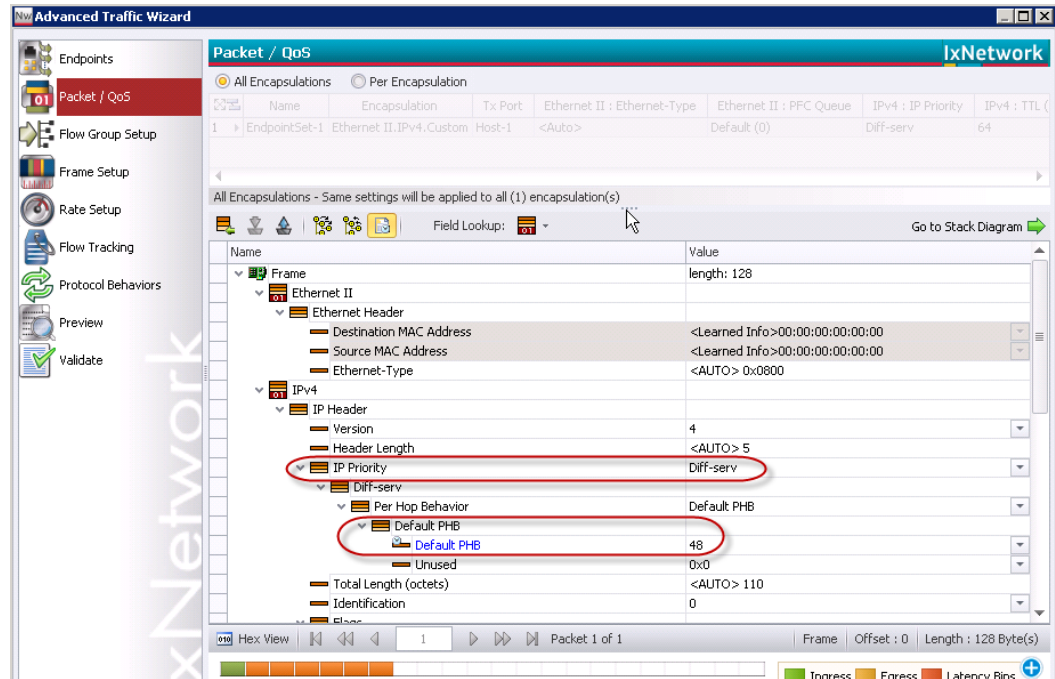 Nw Advanced Traffic Wizard
Endpoints
Packet / QoS
Flow Group Setup
Frame Setup
Rate Setup
Flow Tracking
Protocol Behaviors
Preview
Validate
IxNetwork
Packet / QoS IxNetwork
All Encapsulations Per Encapsulation
Name Encapsulation Tx Port Ethernet II : Ethernet-Type Ethernet II : PFC Queue IPv4 : IP Priority IPv4 : TTL (
1 EndpointSet-1 Ethernet II.IPv4.Custom Host-1 <Auto> Default (0) Diff-serv 64
All Encapsulations - Same settings will be applied to all (1) encapsulation(s)
Field Lookup: Go to Stack Diagram
Name Value
Frame length: 128
Ethernet II
Ethernet Header
Destination MAC Address <Learned Info>00:00:00:00:00:00
Source MAC Address <Learned Info>00:00:00:00:00:00
Ethernet-Type <AUTO> 0x0800
IPv4
IP Header
Version 4
Header Length <AUTO> 5
IP Priority Diff-serv
Diff-serv
Per Hop Behavior Default PHB
Default PHB
Default PHB 48
Unused 0x0
Total Length (octets) <AUTO> 110
Identification 0
Flags
Hex View 1 Packet 1 of 1 Frame Offset : 0 Length : 128 Byte(s)
Ingress Egress Latency Bins